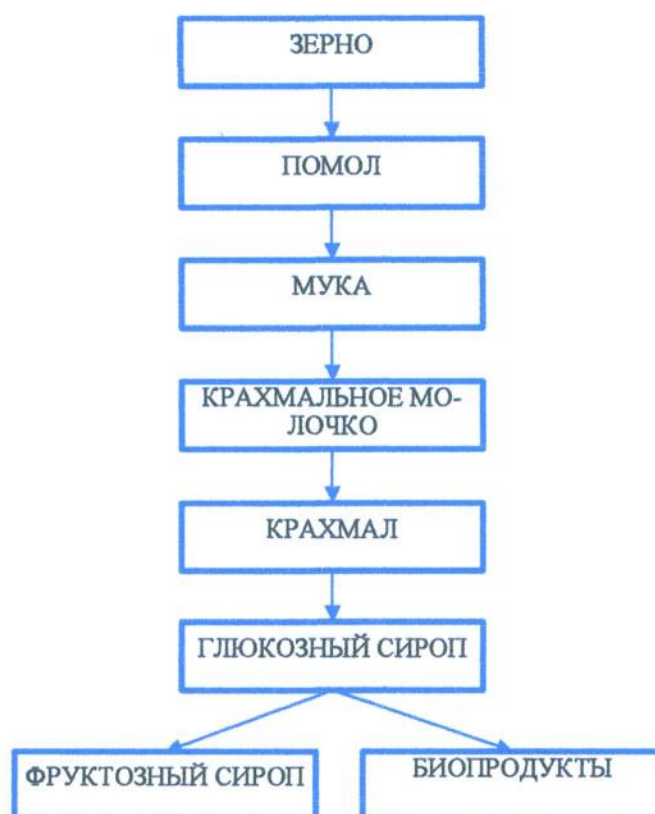 ЗЕРНО
ПОМОЛ
МУКА
КРАХМАЛЬНОЕ МО-
ЛОЧКО
КРАХМАЛ
ГЛЮКОЗНЫЙ СИРОП
ФРУКТОЗНЫЙ СИРОП
БИОПРОДУКТЫ